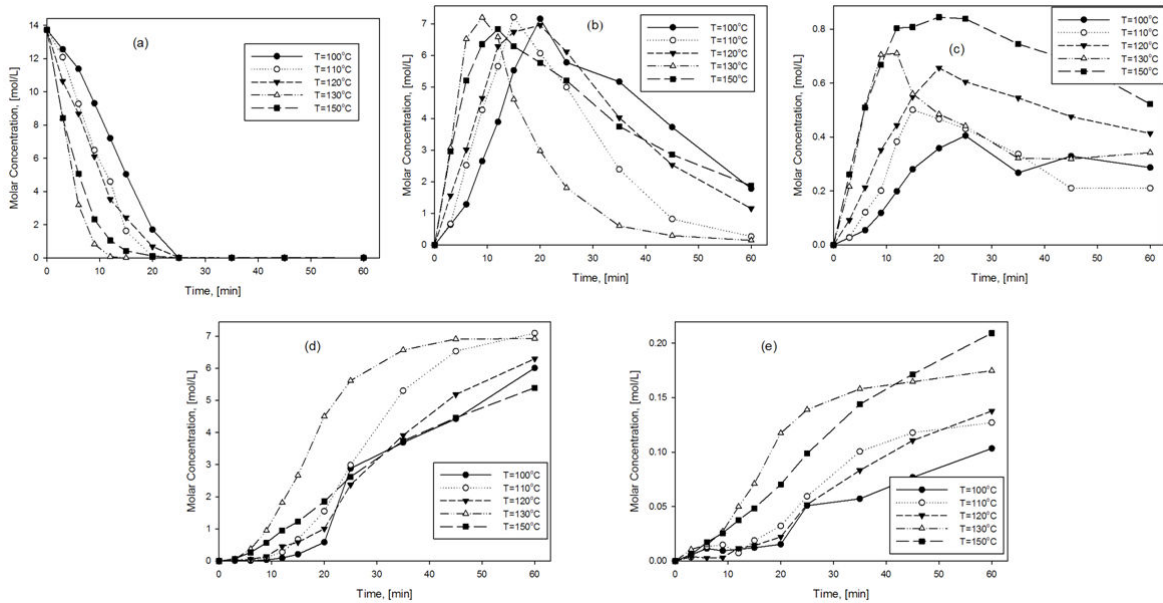 (a)
T=100°C
T=110°C
T=120°C
T=130°C
T=150°C
Molar Concentration, [mol/L]
14
12
10
8
6
4
2
0
0 10 20 30 40 50 60
Time, [min]
(b)
T=100°C
T=110°C
T=120°C
T=130°C
T=150°C
Molar Concentration, [mol/L]
7
6
5
4
3
2
1
0
0 10 20 30 40 50 60
Time, [min]
(c)
T=100°C
T=110°C
T=120°C
T=130°C
T=150°C
Molar Concentration, [mol/L]
0.8
0.6
0.4
0.2
0.0
0 10 20 30 40 50 60
Time, [min]
(d)
T=100°C
T=110°C
T=120°C
T=130°C
T=150°C
Molar Concentration, [mol/L]
7
6
5
4
3
2
1
0
0 10 20 30 40 50 60
Time, [min]
(e)
T=100°C
T=110°C
T=120°C
T=130°C
T=150°C
Molar Concentration, [mol/L]
0.20
0.15
0.10
0.05
0.00
0 10 20 30 40 50 60
Time, [min]